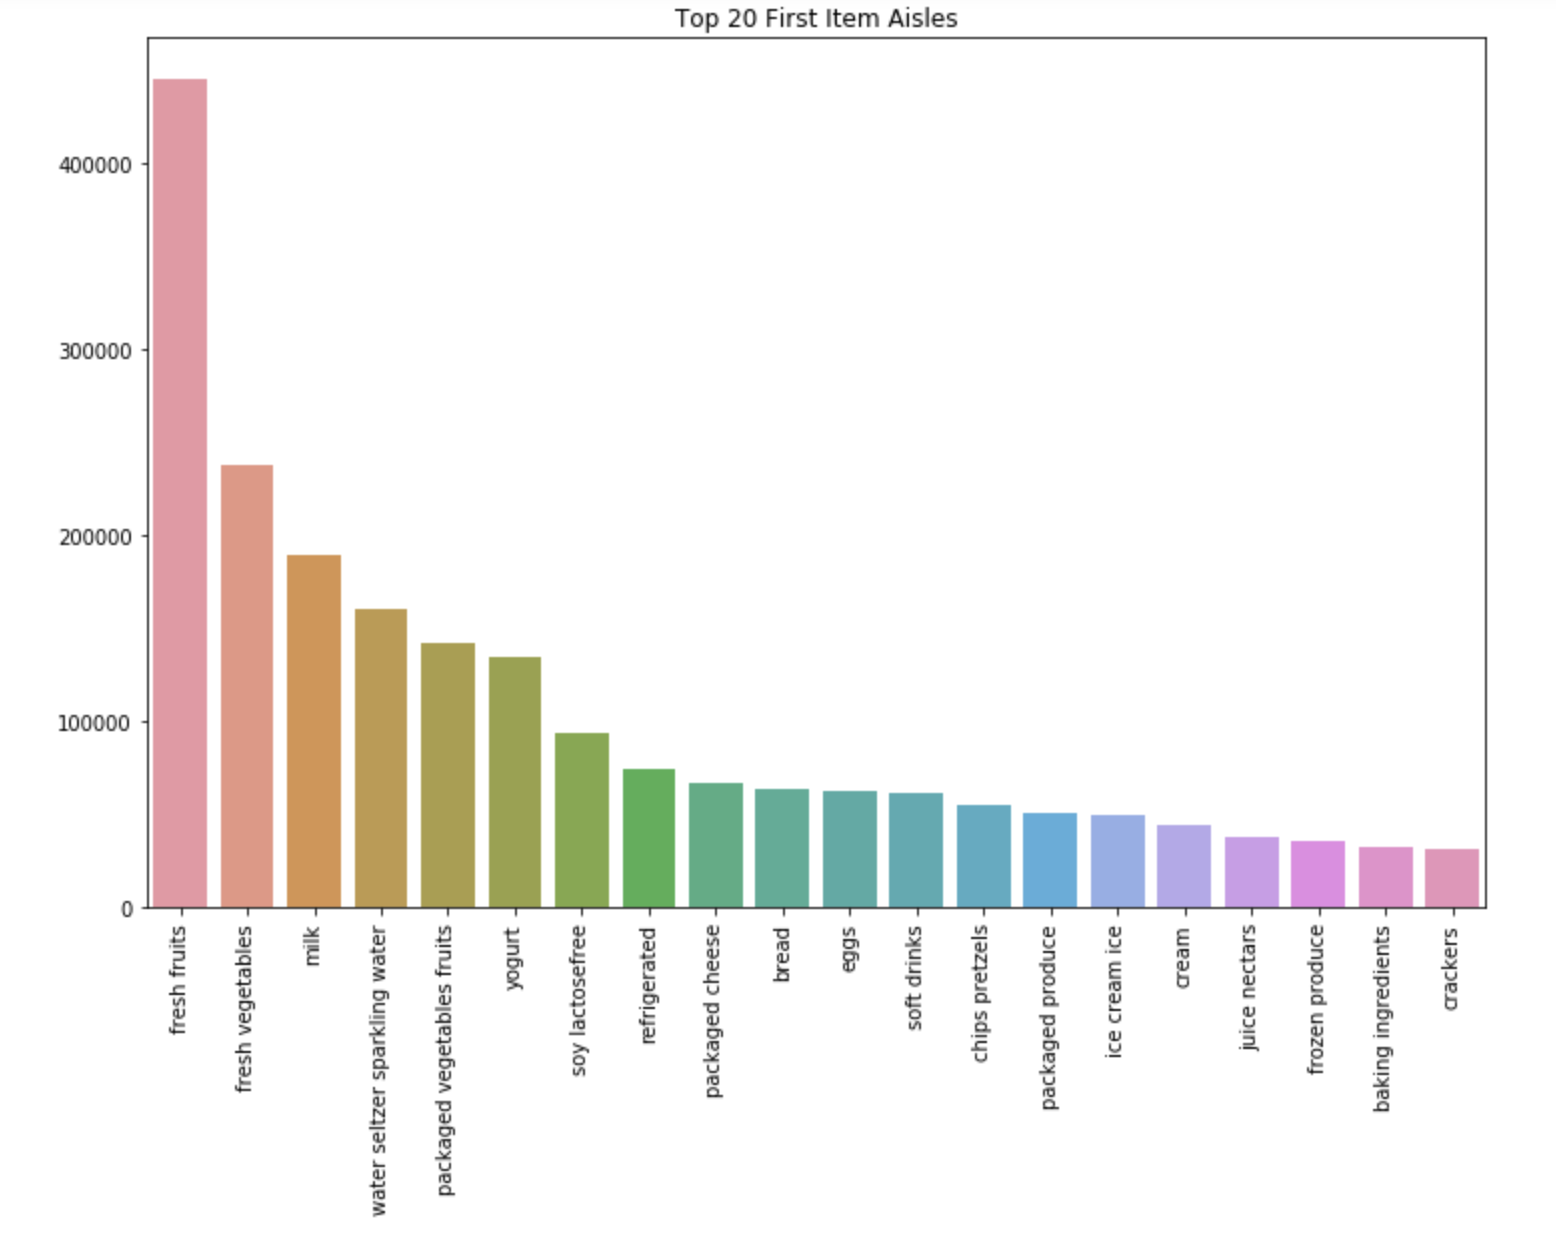 Top 20 First Item Aisles
400000
300000
200000
100000
0
fresh fruits
fresh vegetables
milk
water seltzer sparkling water
packaged vegetables fruits
yogurt
soy lactosefree
refrigerated
packaged cheese
bread
eggs
soft drinks
chips pretzels
packaged produce
ice cream ice
cream
juice nectars
frozen produce
baking ingredients
crackers